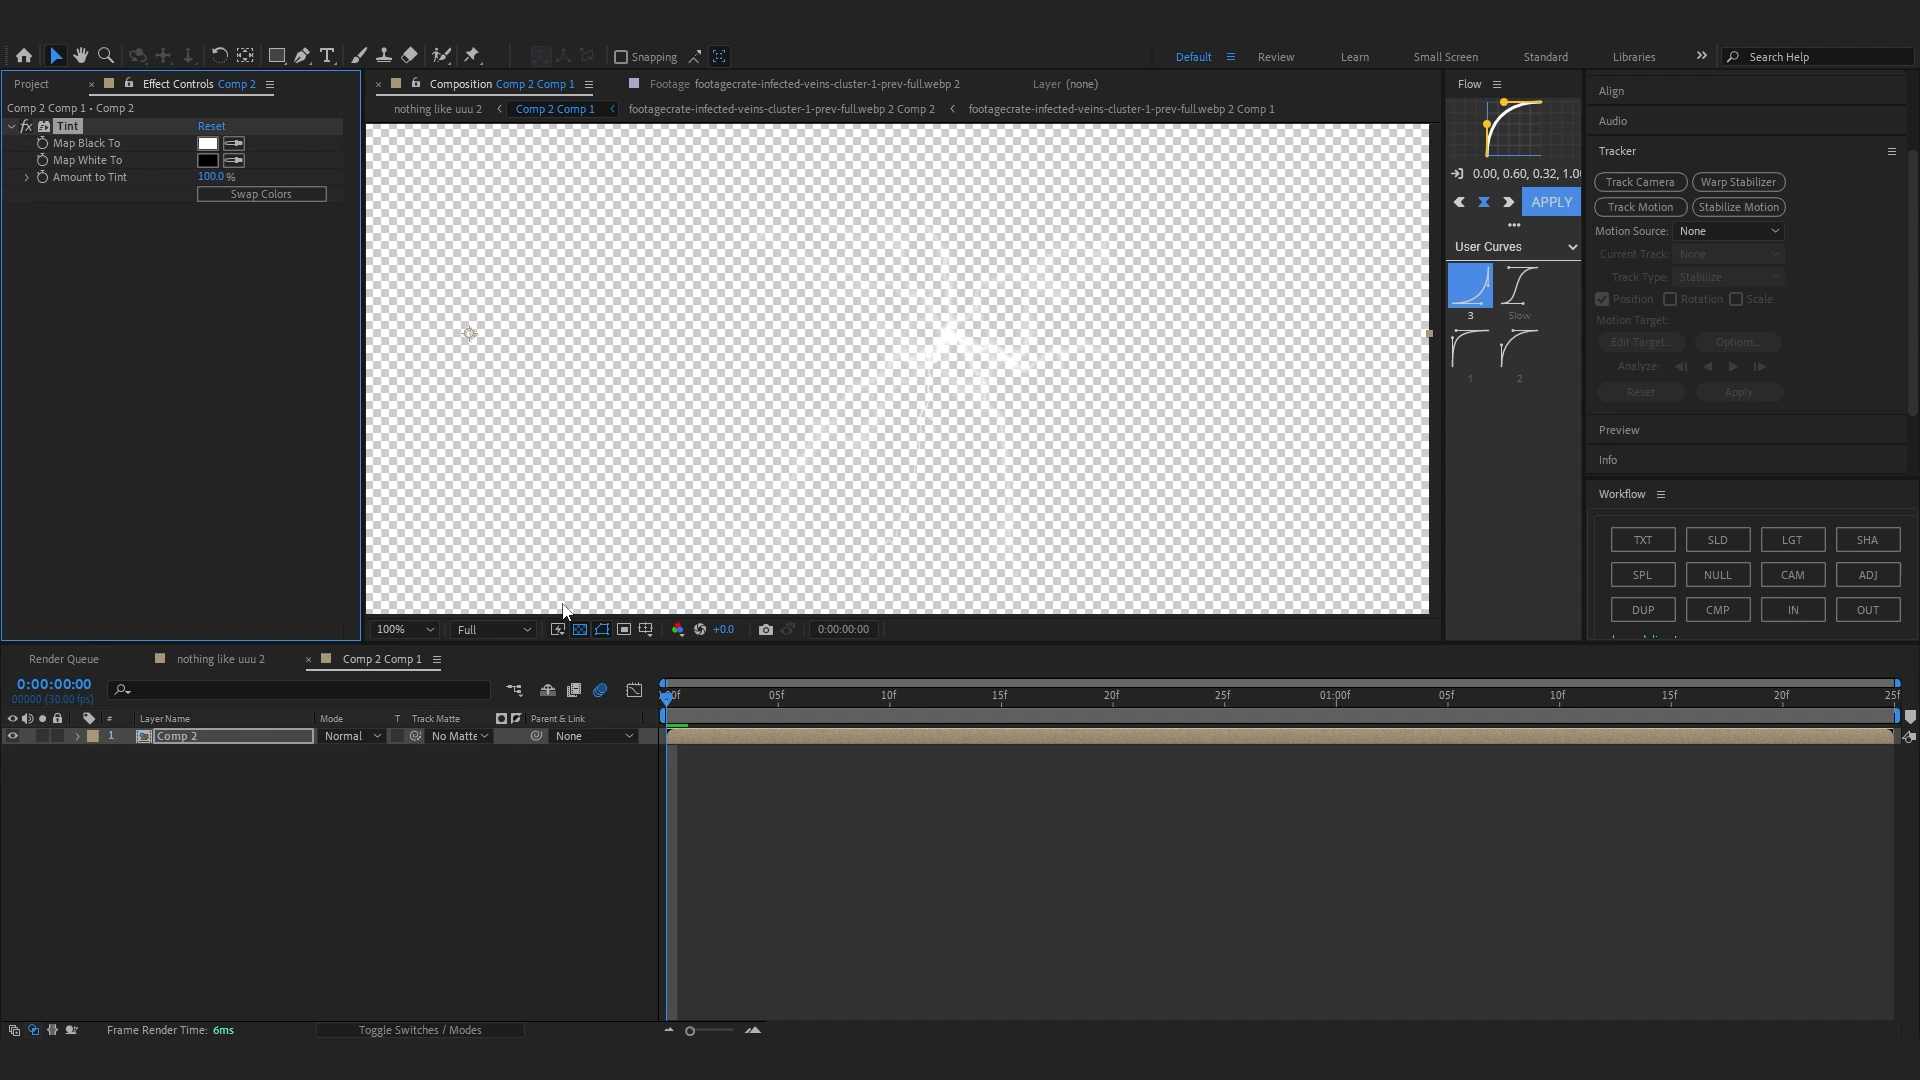 Snapping
Default
Review
Learn
Small Screen
Standard
Libraries
Search Help
Project
Effect Controls Comp 2
Composition Comp 2 Comp 1
Footage footagecrate-infected-veins-cluster-1-prev-full.webp 2
Layer (none)
Flow
Align
Comp 2 Comp 1 • Comp 2
nothing like uuu 2
Comp 2 Comp 1
footagecrate-infected-veins-cluster-1-prev-full.webp 2 Comp 2
footagecrate-infected-veins-cluster-1-prev-full.webp 2 Comp 1
fx Tint
Reset
Map Black To
Map White To
Amount to Tint
100.0 %
Swap Colors
Audio
Tracker
0.00, 0.60, 0.32, 1.0
APPLY
User Curves
3
Slow
1
2
Track Camera
Warp Stabilizer
Track Motion
Stabilize Motion
Motion Source: None
Current Track: None
Track Type: Stabilize
Position
Rotation
Scale
Motion Target:
Edit Target...
Options...
Analyze:
Reset
Apply
Preview
Info
Workflow
TXT
SLD
LGT
SHA
SPL
NULL
CAM
ADJ
DUP
CMP
IN
OUT
100%
Full
+0.0
0:00:00:00
Render Queue
nothing like uuu 2
Comp 2 Comp 1
0:00:00:00
00000 (30.00 fps)
05f
10f
15f
20f
25f
01:00f
05f
10f
15f
20f
25f
#
Layer Name
Mode
T
Track Matte
Parent & Link
1
Comp 2
Normal
No Matte
None
Frame Render Time: 6ms
Toggle Switches / Modes